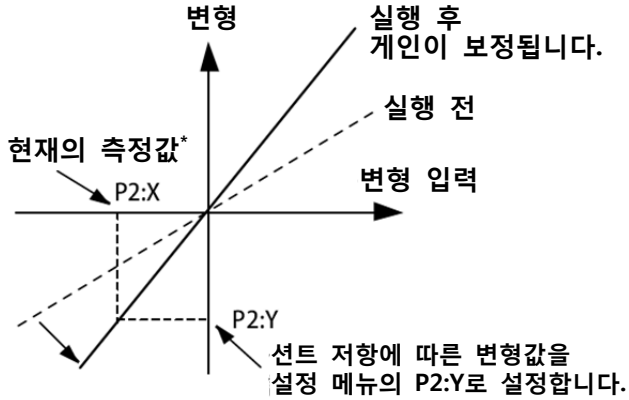 변형
실행 후
게인이 보정됩니다.
실행 전
현재의 측정값*
P2:X
변형 입력
P2:Y
션트 저항에 따른 변형값을
설정 메뉴의 P2:Y로 설정합니다.